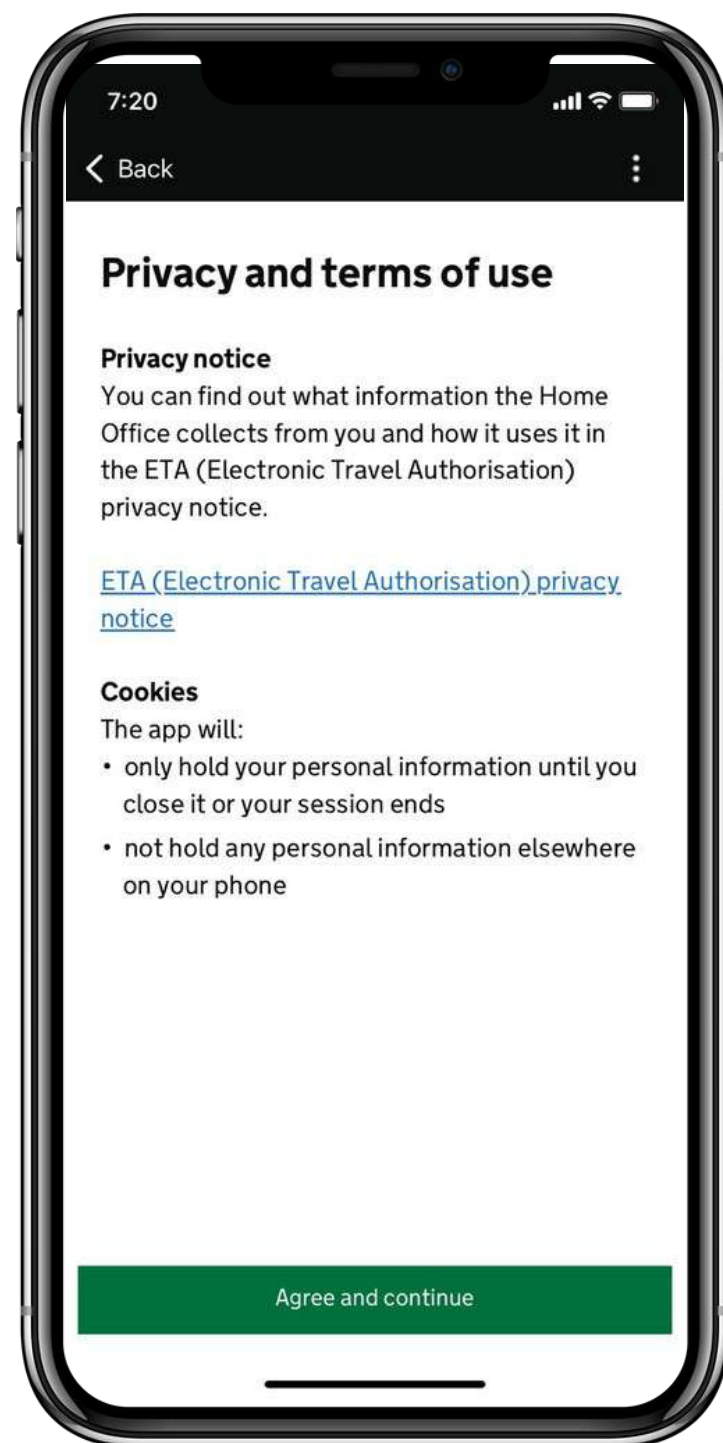 7:20
Back
Privacy and terms of use
Privacy notice
You can find out what information the Home
Office collects from you and how it uses it in
the ETA (Electronic Travel Authorisation)
privacy notice.
ETA (Electronic Travel Authorisation) privacy
notice
Cookies
The app will:
• only hold your personal information until you
close it or your session ends
• not hold any personal information elsewhere
on your phone
Agree and continue